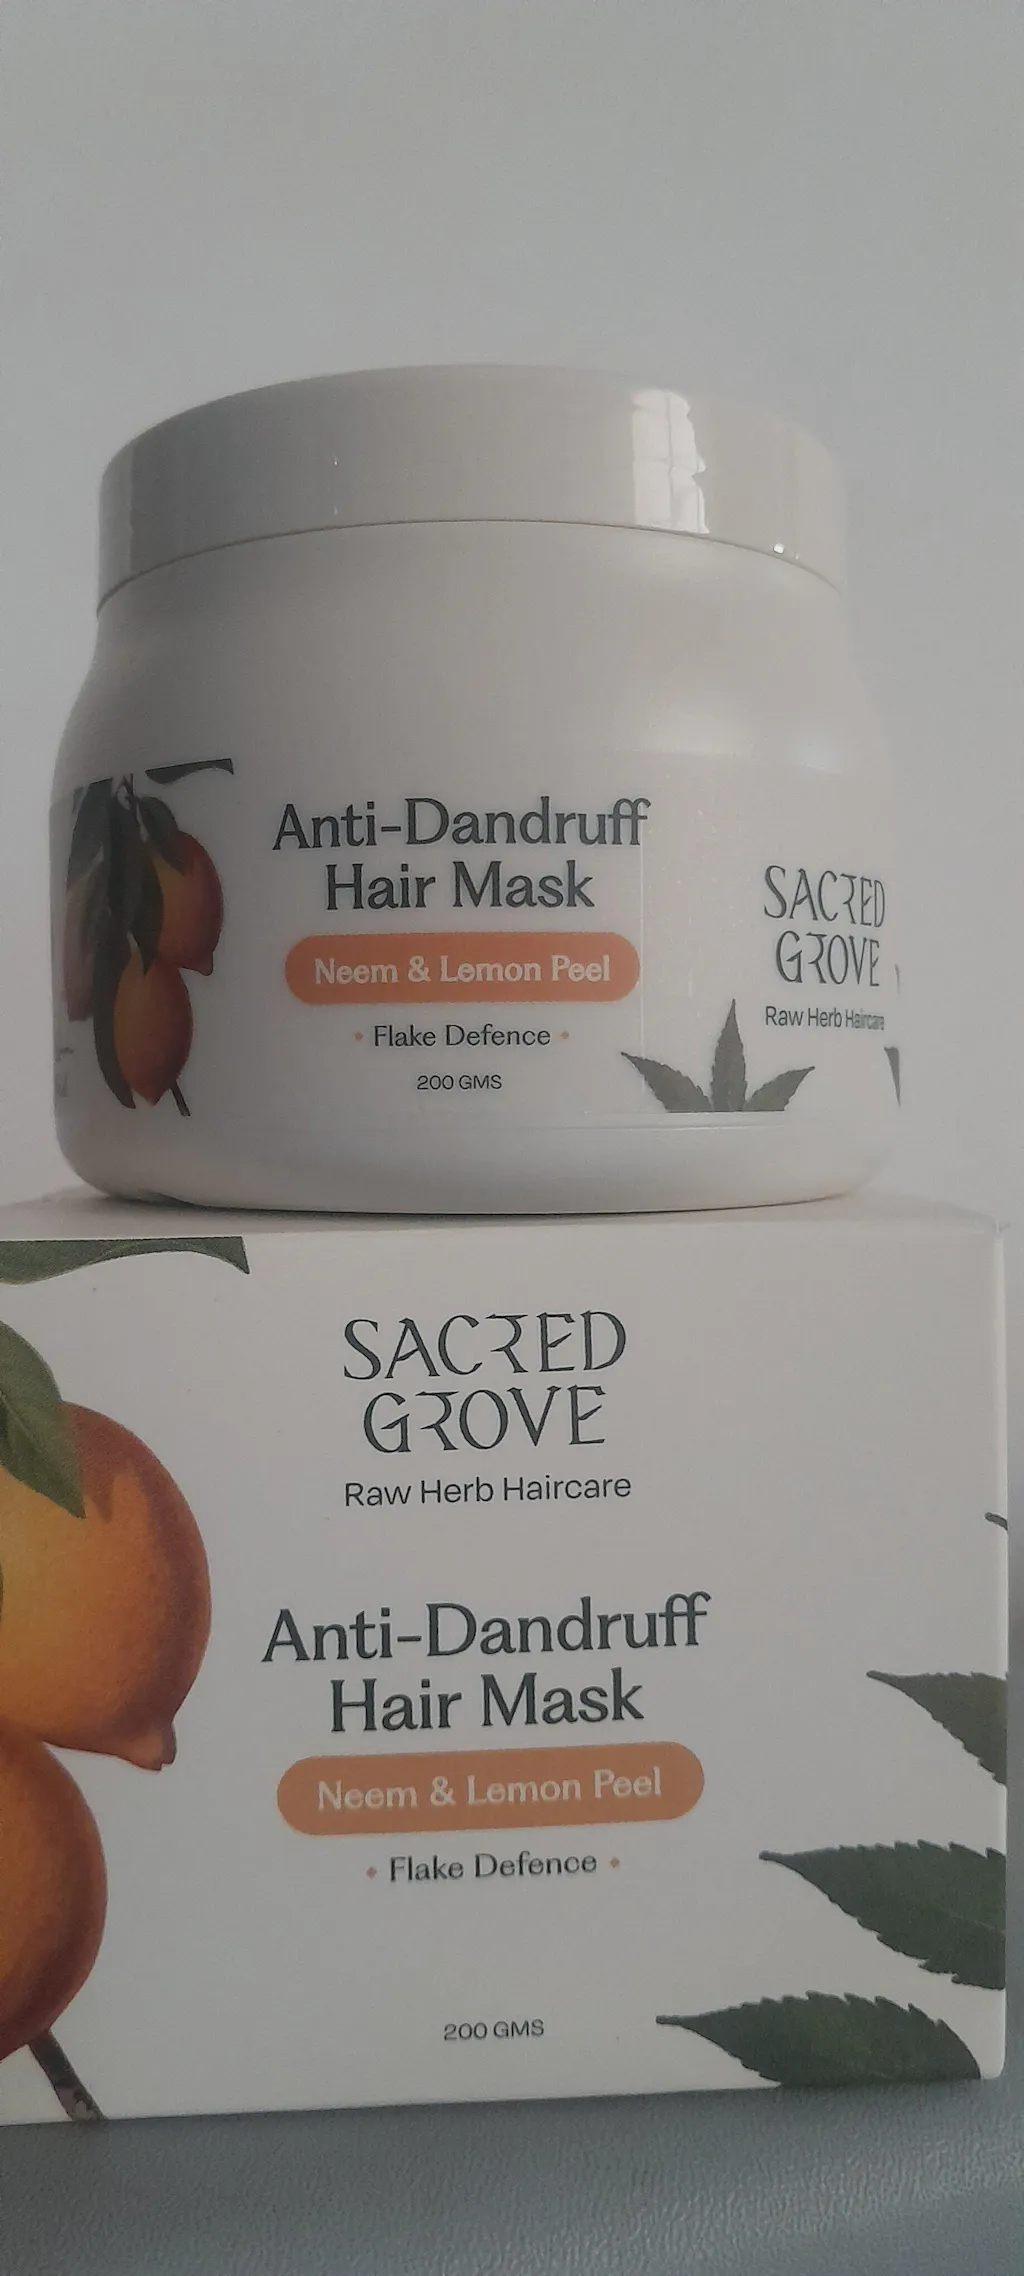 Anti-Dandruff
Hair Mask
Neem & Lemon Peel
Flake Defence
200 GMS
SACRED
GROVE
Raw Herb Haircare
SACRED
GROVE
Raw Herb Haircare
Anti-Dandruff
Hair Mask
Neem & Lemon Peel
Flake Defence
200 GMS